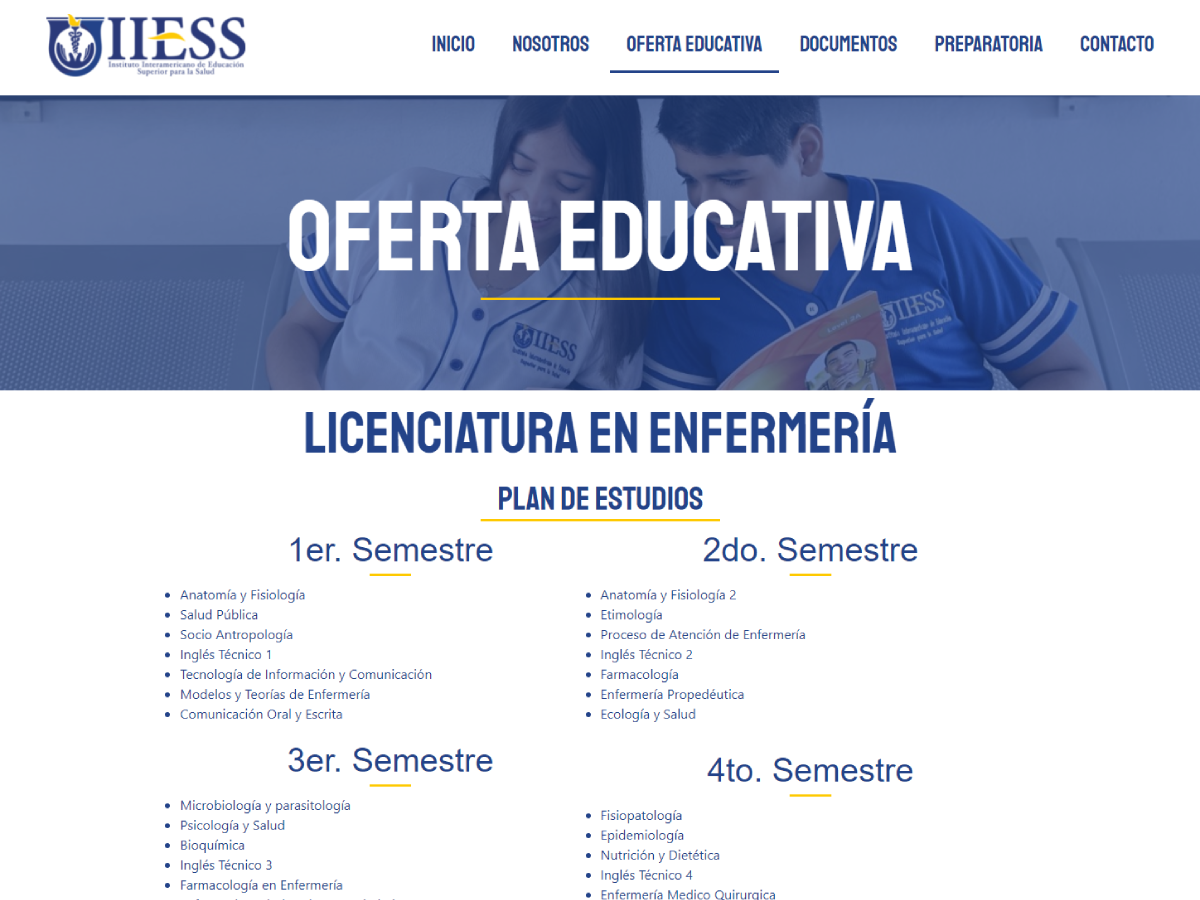 IIESS
Instituto Interamericano de Educación
Superior para la Salud
INICIO
NOSOTROS
OFERTA EDUCATIVA
DOCUMENTOS
PREPARATORIA
CONTACTO
OFERTA EDUCATIVA
IIESS
IIESS
LICENCIATURA EN ENFERMERÍA
PLAN DE ESTUDIOS
1er. Semestre
Anatomía y Fisiología
Salud Pública
Socio Antropología
Inglés Técnico 1
Tecnología de Información y Comunicación
Modelos y Teorías de Enfermería
Comunicación Oral y Escrita
2do. Semestre
Anatomía y Fisiología 2
Etimología
Proceso de Atención de Enfermería
Inglés Técnico 2
Farmacología
Enfermería Propedéutica
Ecología y Salud
3er. Semestre
Microbiología y parasitología
Psicología y Salud
Bioquímica
Inglés Técnico 3
Farmacología en Enfermería
4to. Semestre
Fisiopatología
Epidemiología
Nutrición y Dietética
Inglés Técnico 4
Enfermería Medico Quirurgica